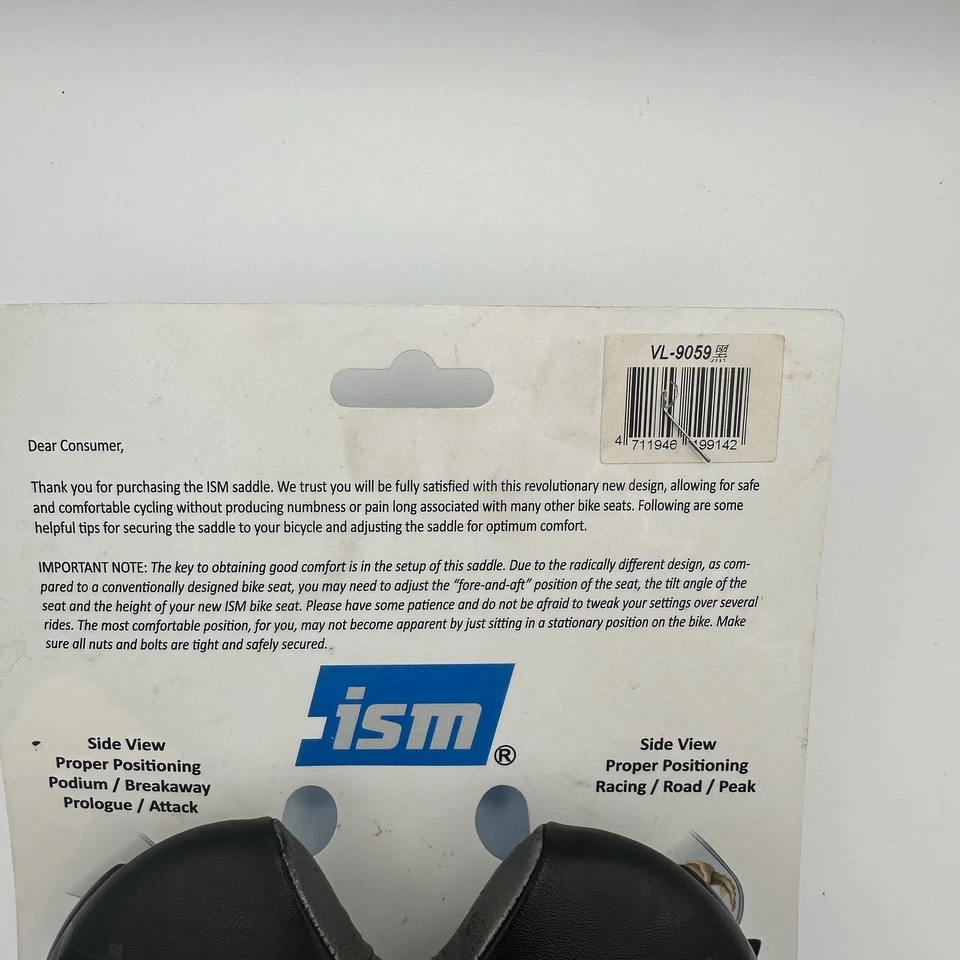 VL-9059黑
4 711946 199142
Dear Consumer,
Thank you for purchasing the ISM saddle. We trust you will be fully satisfied with this revolutionary new design, allowing for safe
and comfortable cycling without producing numbness or pain long associated with many other bike seats. Following are some
helpful tips for securing the saddle to your bicycle and adjusting the saddle for optimum comfort.
IMPORTANT NOTE: The key to obtaining good comfort is in the setup of this saddle. Due to the radically different design, as com-
pared to a conventionally designed bike seat, you may need to adjust the “fore-and-aft” position of the seat, the tilt angle of the
seat and the height of your new ISM bike seat. Please have some patience and do not be afraid to tweak your settings over several
rides. The most comfortable position, for you, may not become apparent by just sitting in a stationary position on the bike. Make
sure all nuts and bolts are tight and safely secured..
ism®
Side View
Proper Positioning
Podium / Breakaway
Prologue / Attack
Side View
Proper Positioning
Racing / Road / Peak